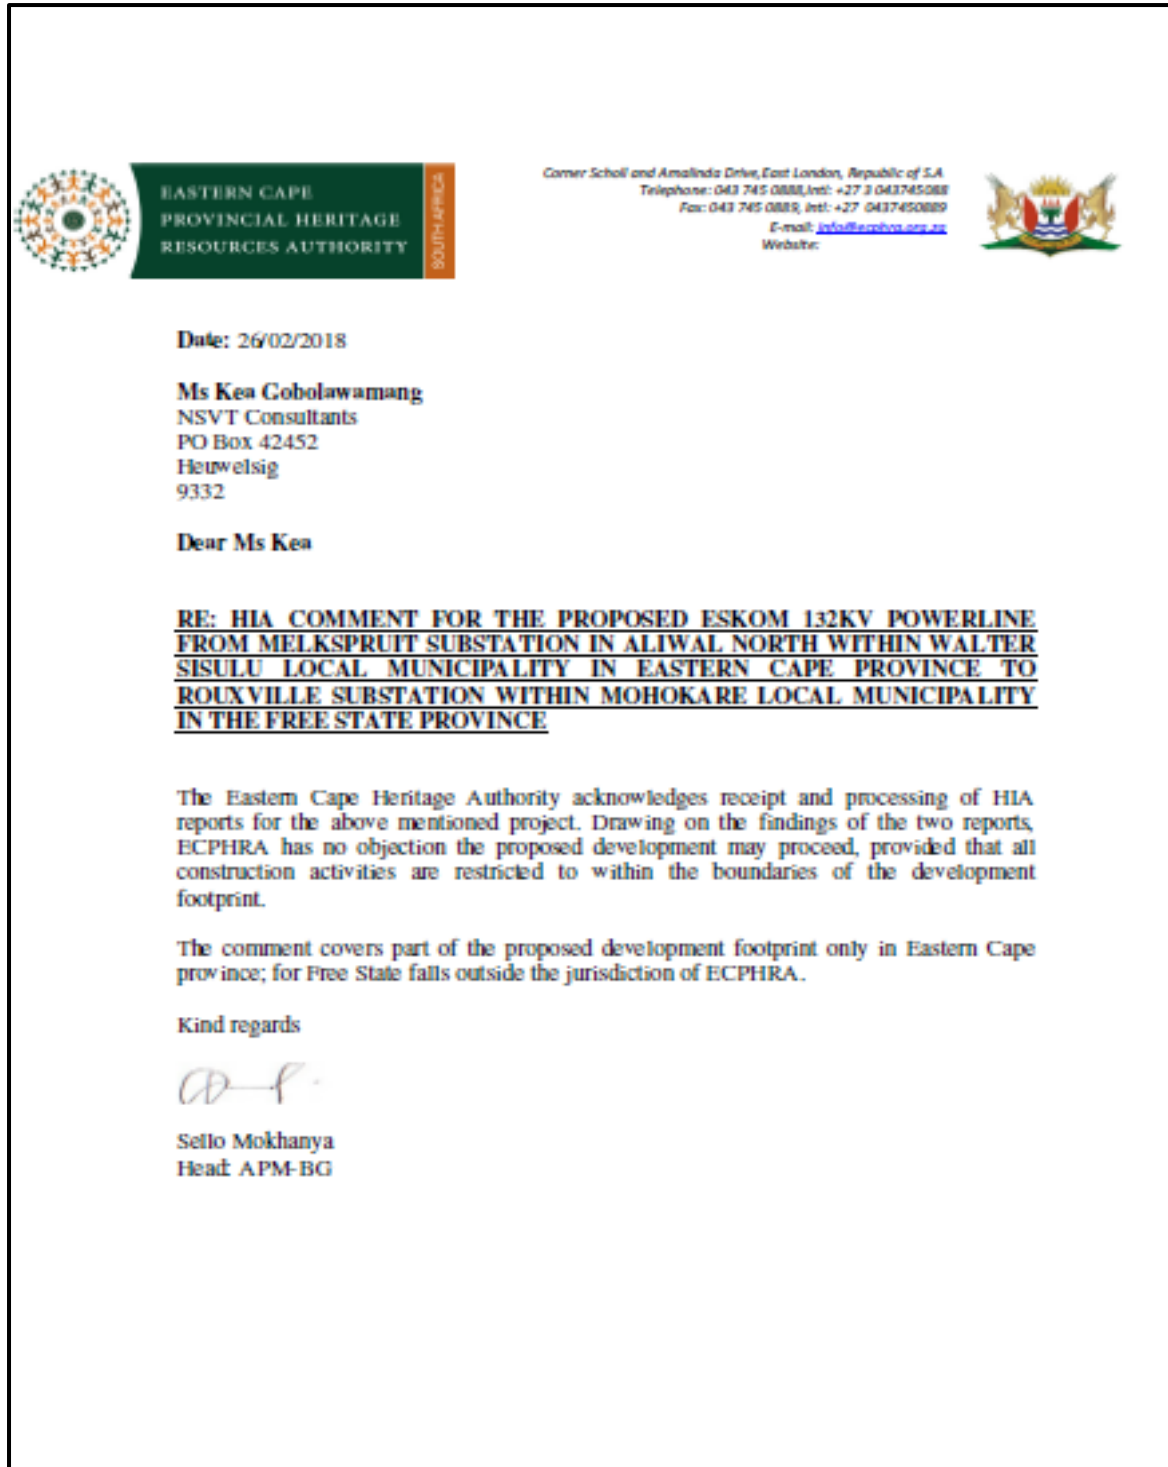 EASTERN CAPE
PROVINCIAL HERITAGE
RESOURCES AUTHORITY
SOUTH AFRICA
Corner Scholl and Amalinda Drive, East London, Republic of S.A
Telephone: 043 745 0888, Intl: +27 3 043745088
Fax: 043 745 0889, Intl: +27 0437450889
E-mail: info@ecphra.org.za
Website:
Date: 26/02/2018
Ms Kea Gobolawamang
NSVT Consultants
PO Box 42452
Heuwelsig
9332
Dear Ms Kea
RE: HIA COMMENT FOR THE PROPOSED ESKOM 132KV POWERLINE
FROM MELKSPRUIT SUBSTATION IN ALIWAL NORTH WITHIN WALTER
SISULU LOCAL MUNICIPALITY IN EASTERN CAPE PROVINCE TO
ROUXVILLE SUBSTATION WITHIN MOHOKARE LOCAL MUNICIPALITY
IN THE FREE STATE PROVINCE
The Eastern Cape Heritage Authority acknowledges receipt and processing of HIA
reports for the above mentioned project. Drawing on the findings of the two reports,
ECPHRA has no objection the proposed development may proceed, provided that all
construction activities are restricted to within the boundaries of the development
footprint.
The comment covers part of the proposed development footprint only in Eastern Cape
province; for Free State falls outside the jurisdiction of ECPHRA.
Kind regards
Sello Mokhanya
Head: APM-BG